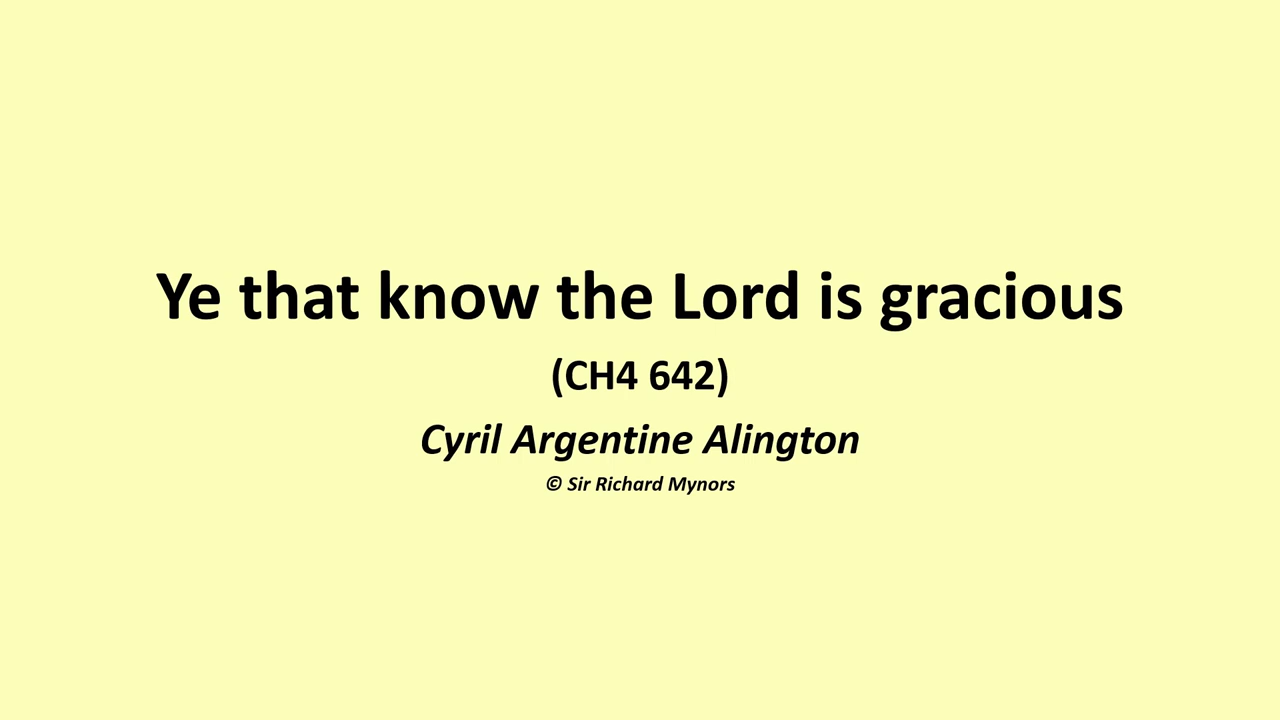 Ye that know the Lord is gracious
(CH4 642)
Cyril Argentine Alington
© Sir Richard Mynors